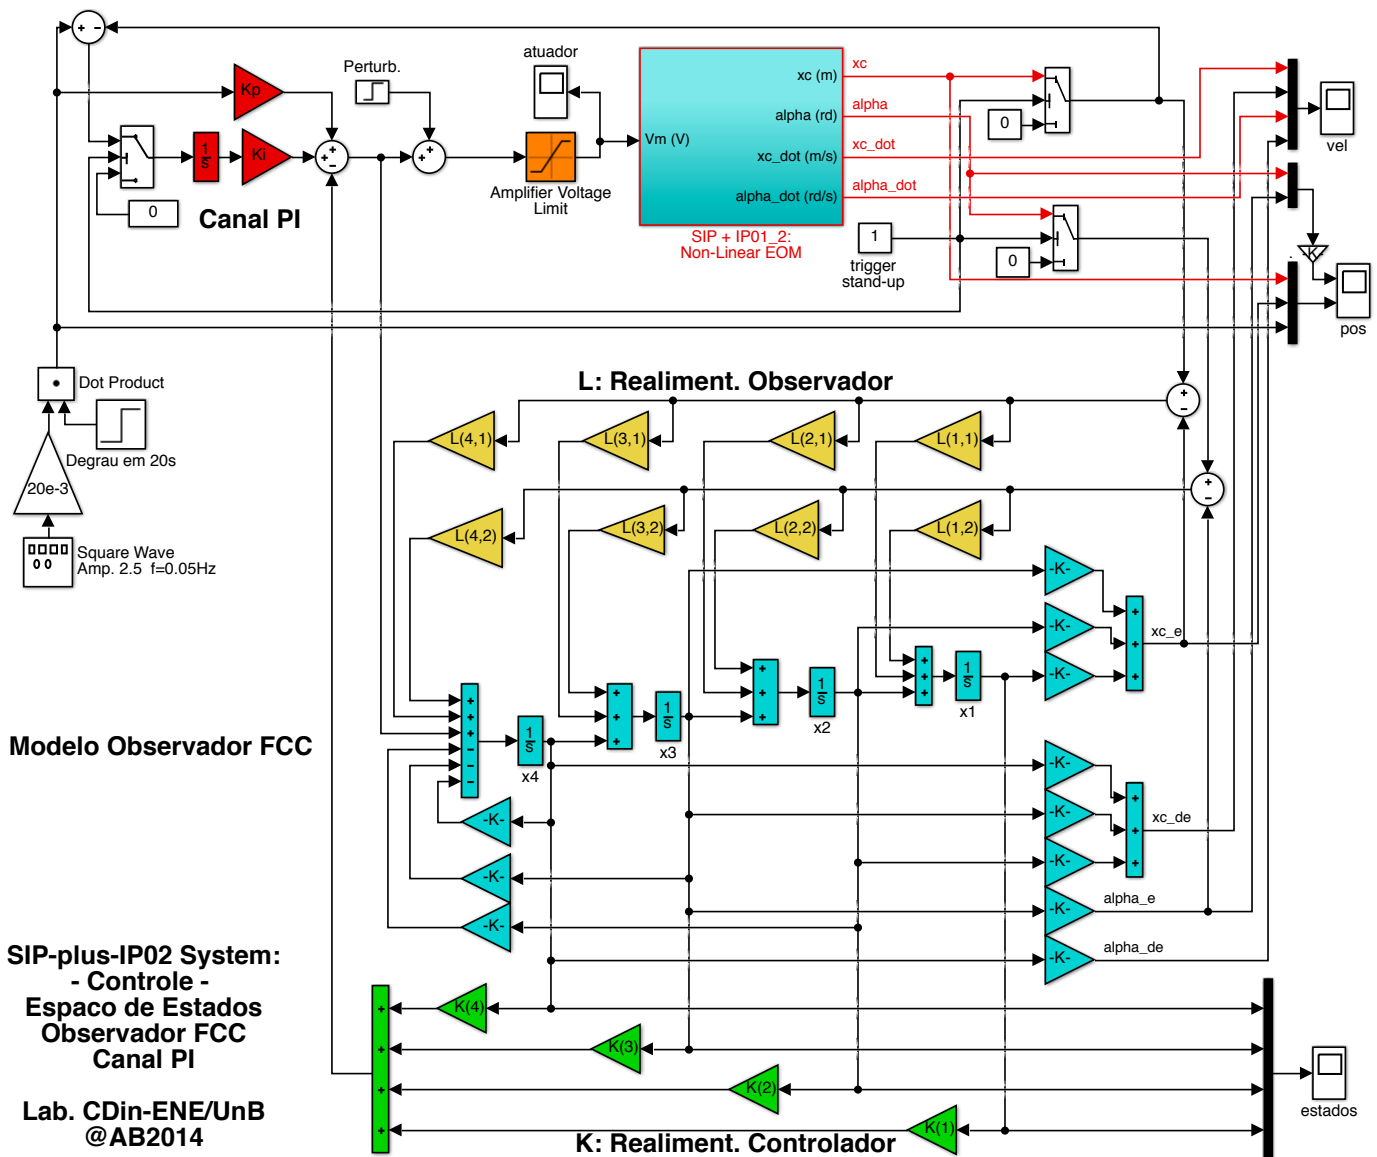 atuador
Perturb.
Kp
1
s
Ki
0
Canal PI
Amplifier Voltage
Limit
Vm (V)
xc (m)
alpha (rd)
xc_dot (m/s)
alpha_dot (rd/s)
SIP + IP01_2:
Non-Linear EOM
xc
alpha
xc_dot
alpha_dot
0
1
trigger
stand-up
0
vel
-K-
pos
Dot Product
Degrau em 20s
20e-3
Square Wave
Amp. 2.5 f=0.05Hz
L: Realiment. Observador
L(4,1)
L(3,1)
L(2,1)
L(1,1)
L(4,2)
L(3,2)
L(2,2)
L(1,2)
-K-
-K-
-K-
xc_e
1
s
x1
1
s
x2
1
s
x3
1
s
x4
Modelo Observador FCC
-K-
-K-
-K-
-K-
-K-
-K-
xc_de
-K-
alpha_e
-K-
alpha_de
SIP-plus-IP02 System:
- Controle -
Espaco de Estados
Observador FCC
Canal PI
Lab. CDin-ENE/UnB
@AB2014
K(4)
K(3)
K(2)
K(1)
K: Realiment. Controlador
estados